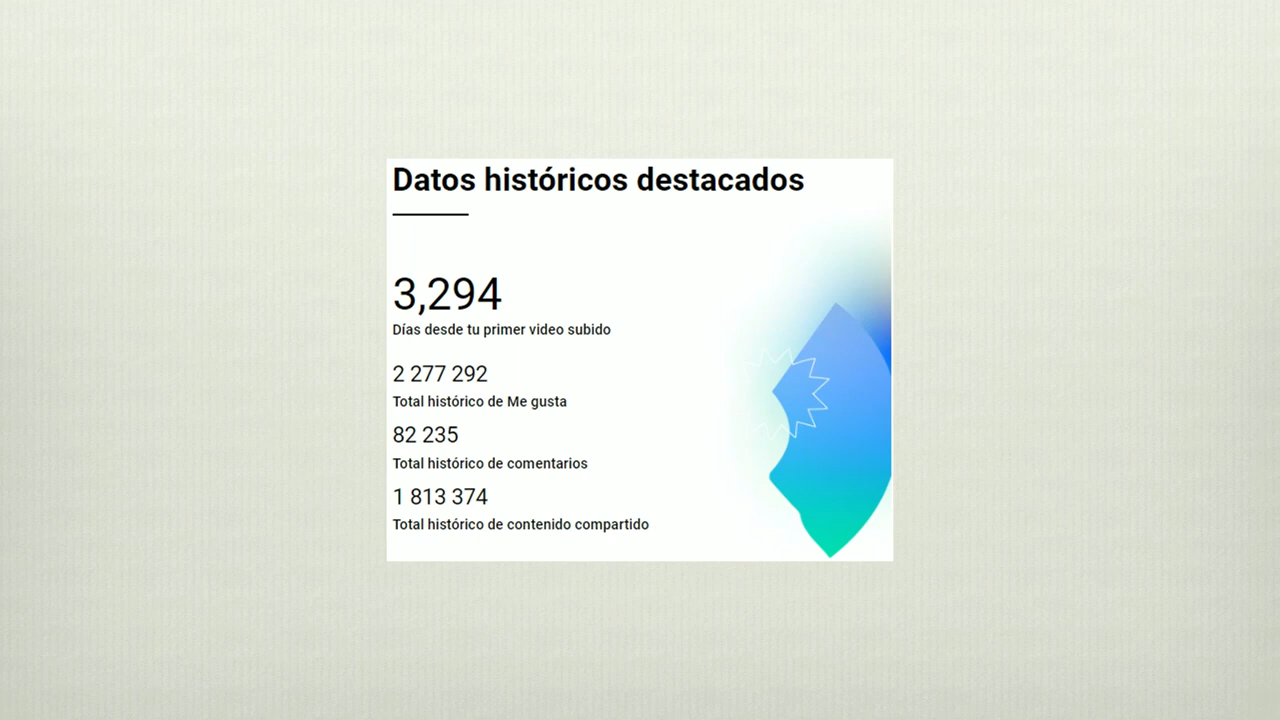 Datos históricos destacados
3,294
Días desde tu primer video subido
2 277 292
Total histórico de Me gusta
82 235
Total histórico de comentarios
1 813 374
Total histórico de contenido compartido